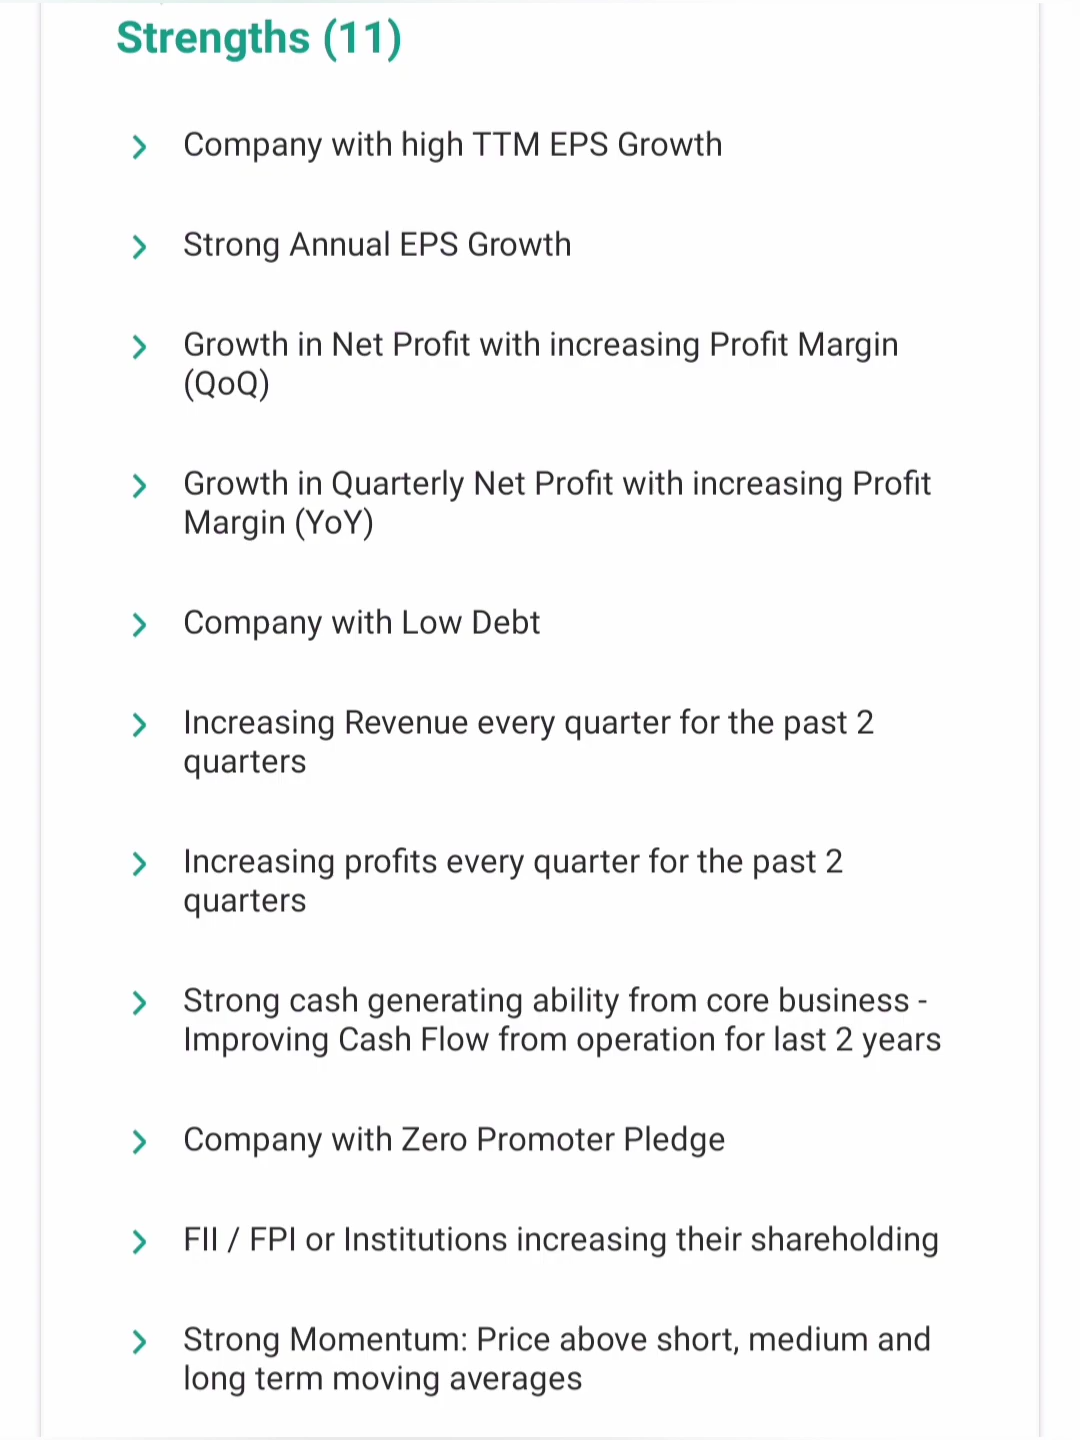 Strengths (11)
Company with high TTM EPS Growth
Strong Annual EPS Growth
Growth in Net Profit with increasing Profit Margin
(QoQ)
Growth in Quarterly Net Profit with increasing Profit
Margin (YoY)
Company with Low Debt
Increasing Revenue every quarter for the past 2
quarters
Increasing profits every quarter for the past 2
quarters
Strong cash generating ability from core business -
Improving Cash Flow from operation for last 2 years
Company with Zero Promoter Pledge
FII / FPI or Institutions increasing their shareholding
Strong Momentum: Price above short, medium and
long term moving averages